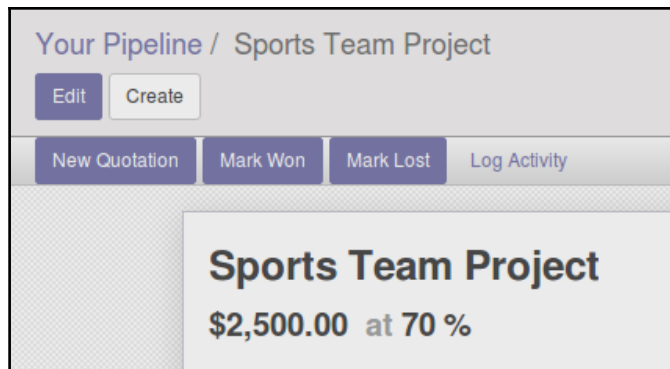 Your Pipeline / Sports Team Project
Edit Create
New Quotation Mark Won Mark Lost Log Activity
Sports Team Project
$2,500.00 at 70 %